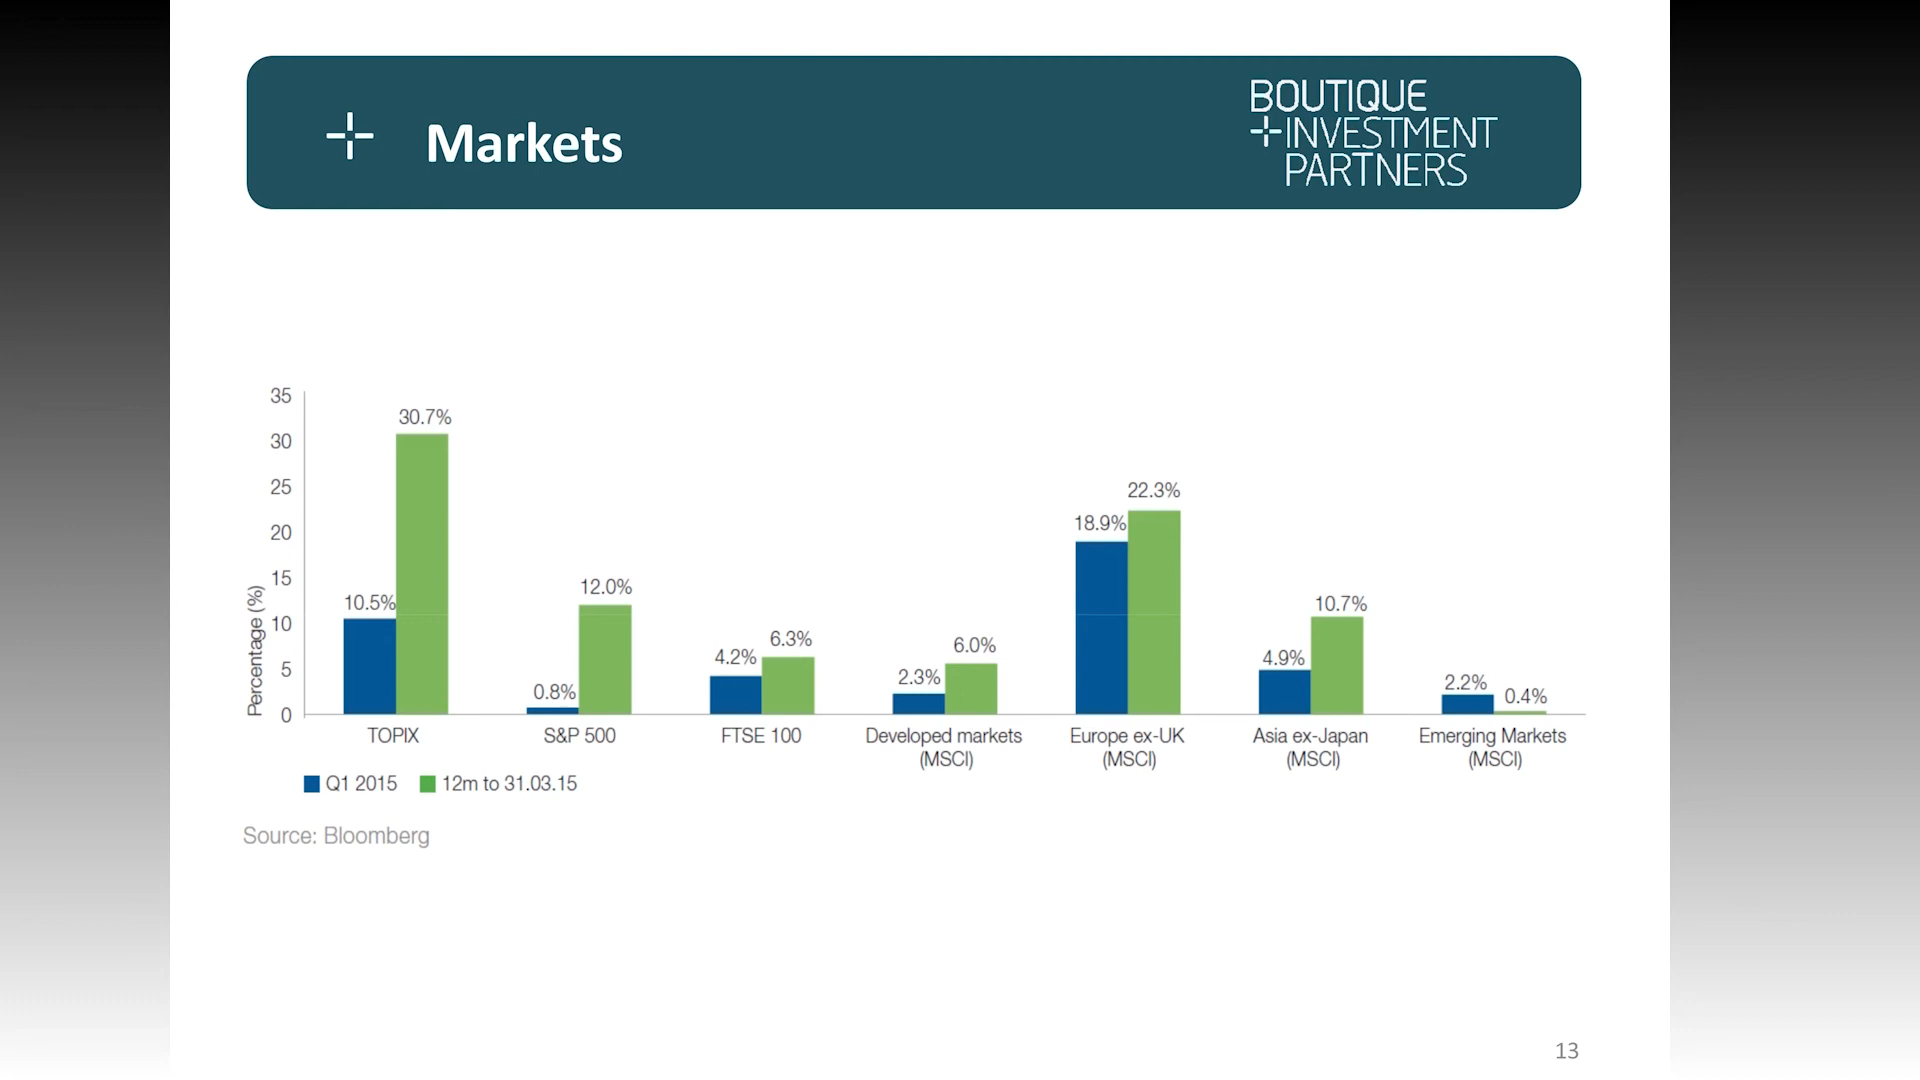 Markets
BOUTIQUE
INVESTMENT
PARTNERS
Percentage (%)
35
30
25
20
15
10
5
0
10.5%
30.7%
0.8%
12.0%
4.2%
6.3%
2.3%
6.0%
18.9%
22.3%
4.9%
10.7%
2.2%
0.4%
TOPIX
S&P 500
FTSE 100
Developed markets
(MSCI)
Europe ex-UK
(MSCI)
Asia ex-Japan
(MSCI)
Emerging Markets
(MSCI)
Q1 2015
12m to 31.03.15
Source: Bloomberg
13